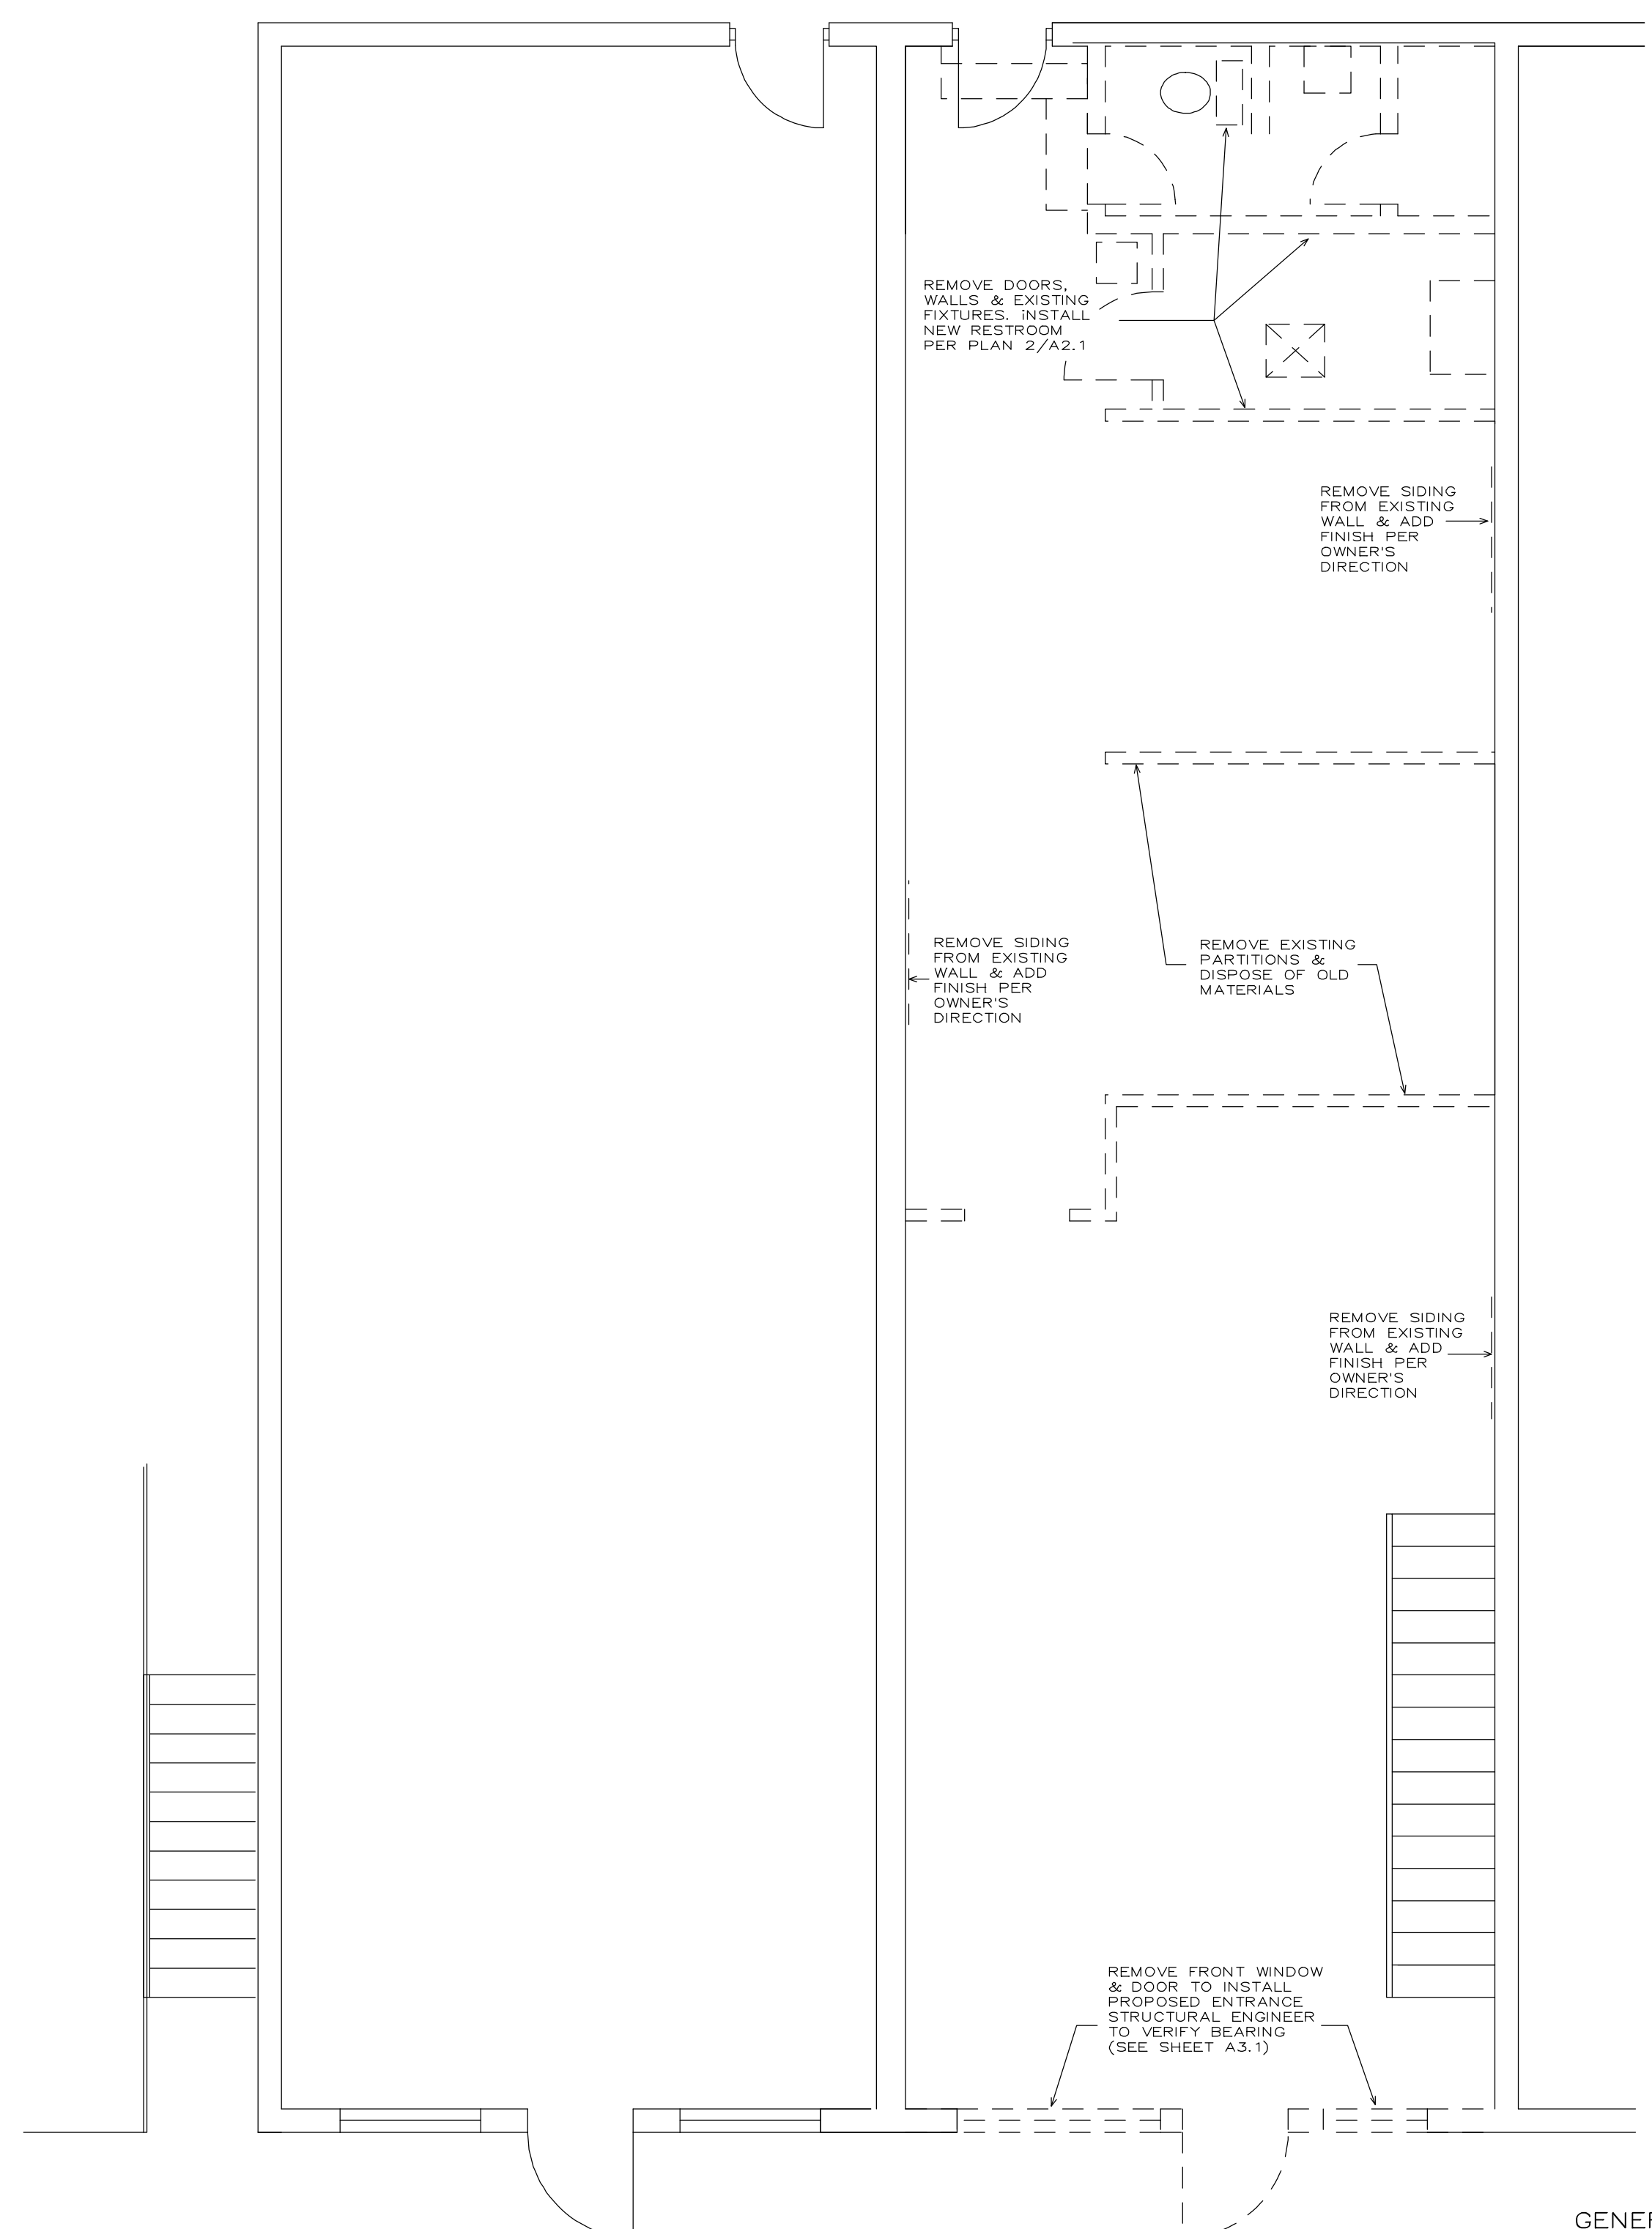 REMOVE DOORS,
WALLS & EXISTING
FIXTURES. iNSTALL
NEW RESTROOM
PER PLAN 2/A2.1
REMOVE SIDING
FROM EXISTING
WALL & ADD
FINISH PER
OWNER'S
DIRECTION
REMOVE SIDING
FROM EXISTING
WALL & ADD
FINISH PER
OWNER'S
DIRECTION
REMOVE EXISTING
PARTITIONS &
DISPOSE OF OLD
MATERIALS
REMOVE SIDING
FROM EXISTING
WALL & ADD
FINISH PER
OWNER'S
DIRECTION
REMOVE FRONT WINDOW
& DOOR TO INSTALL
PROPOSED ENTRANCE
STRUCTURAL ENGINEER
TO VERIFY BEARING
(SEE SHEET A3.1)